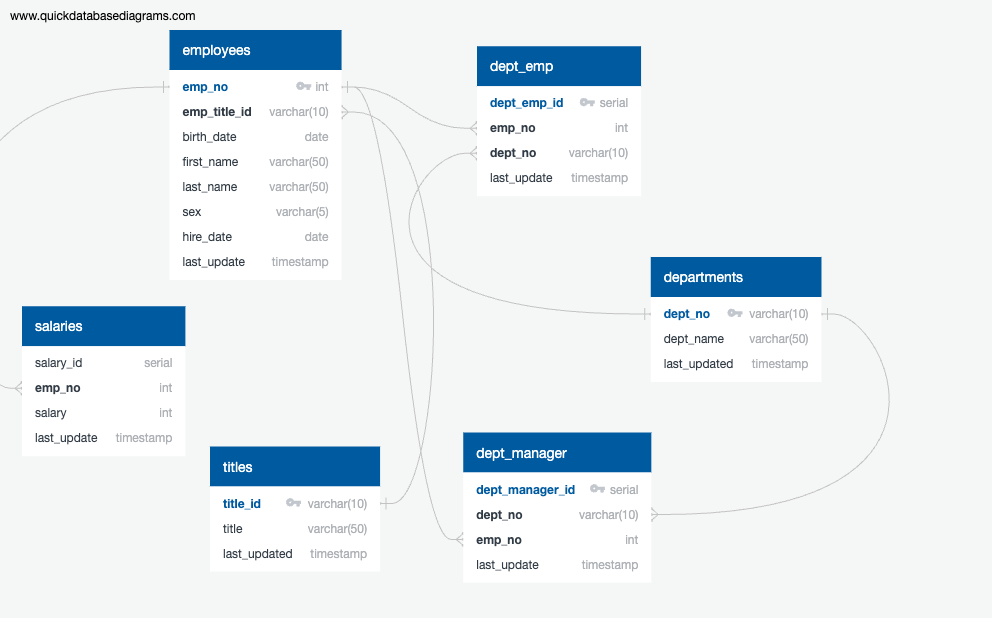 www.quickdatabasediagrams.com
employees
emp_no int
emp_title_id varchar(10)
birth_date date
first_name varchar(50)
last_name varchar(50)
sex varchar(5)
hire_date date
last_update timestamp
dept_emp
dept_emp_id serial
emp_no int
dept_no varchar(10)
last_update timestamp
departments
dept_no varchar(10)
dept_name varchar(50)
last_updated timestamp
salaries
salary_id serial
emp_no int
salary int
last_update timestamp
titles
title_id varchar(10)
title varchar(50)
last_updated timestamp
dept_manager
dept_manager_id serial
dept_no varchar(10)
emp_no int
last_update timestamp